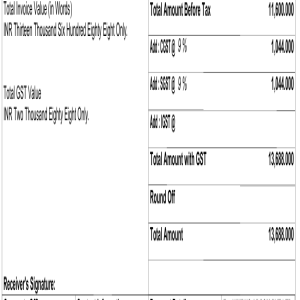 Total Invoice Value (in Words)
INR Thirteen Thousand Six Hundred Eighty Eight Only.
Total GST Value
INR Two Thousand Eighty Eight Only.
Receiver's Signature:
Total Amount Before Tax 11,600.000
Add : CGST @ 9 % 1,044.000
Add : SGST @ 9 % 1,044.000
Add : IGST @
Total Amount with GST 13,688.000
Round Off
Total Amount 13,688.000